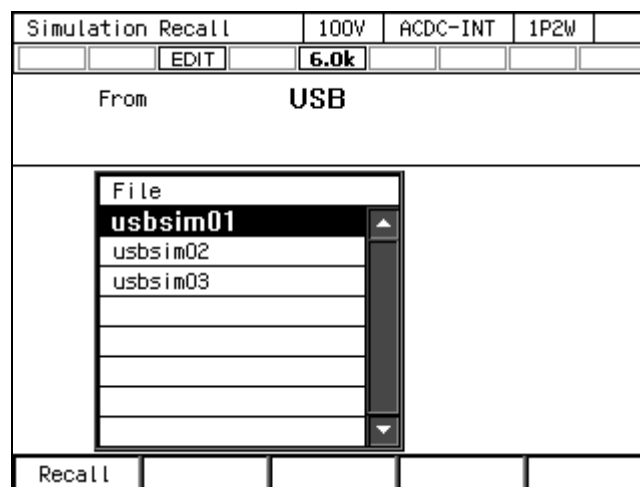 Simulation Recall 100V ACDC-INT 1P2W
EDIT 6.0k
From USB
File
usbsim01
usbsim02
usbsim03
Recall